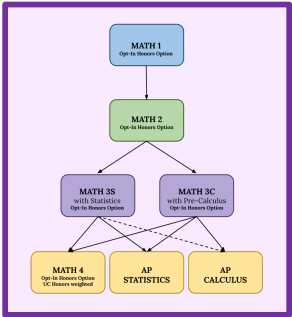 MATH 1
Opt-In Honors Option
MATH 2
Opt-In Honors Option
MATH 3S
with Statistics
Opt-In Honors Option
MATH 3C
with Pre-Calculus
Opt-In Honors Option
MATH 4
Opt-In Honors Option
UC Honors weighted
AP
STATISTICS
AP
CALCULUS